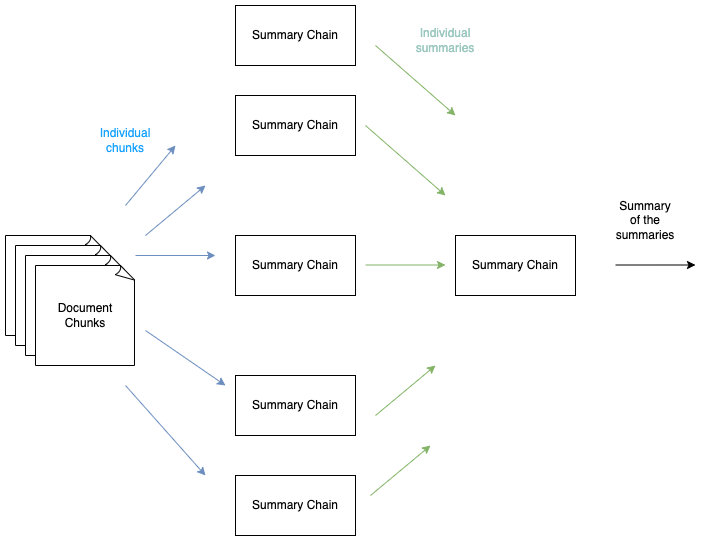 Summary Chain
Individual
summaries
Summary Chain
Individual
chunks
Summary
of the
summaries
Summary Chain
Summary Chain
Document
Chunks
Summary Chain
Summary Chain